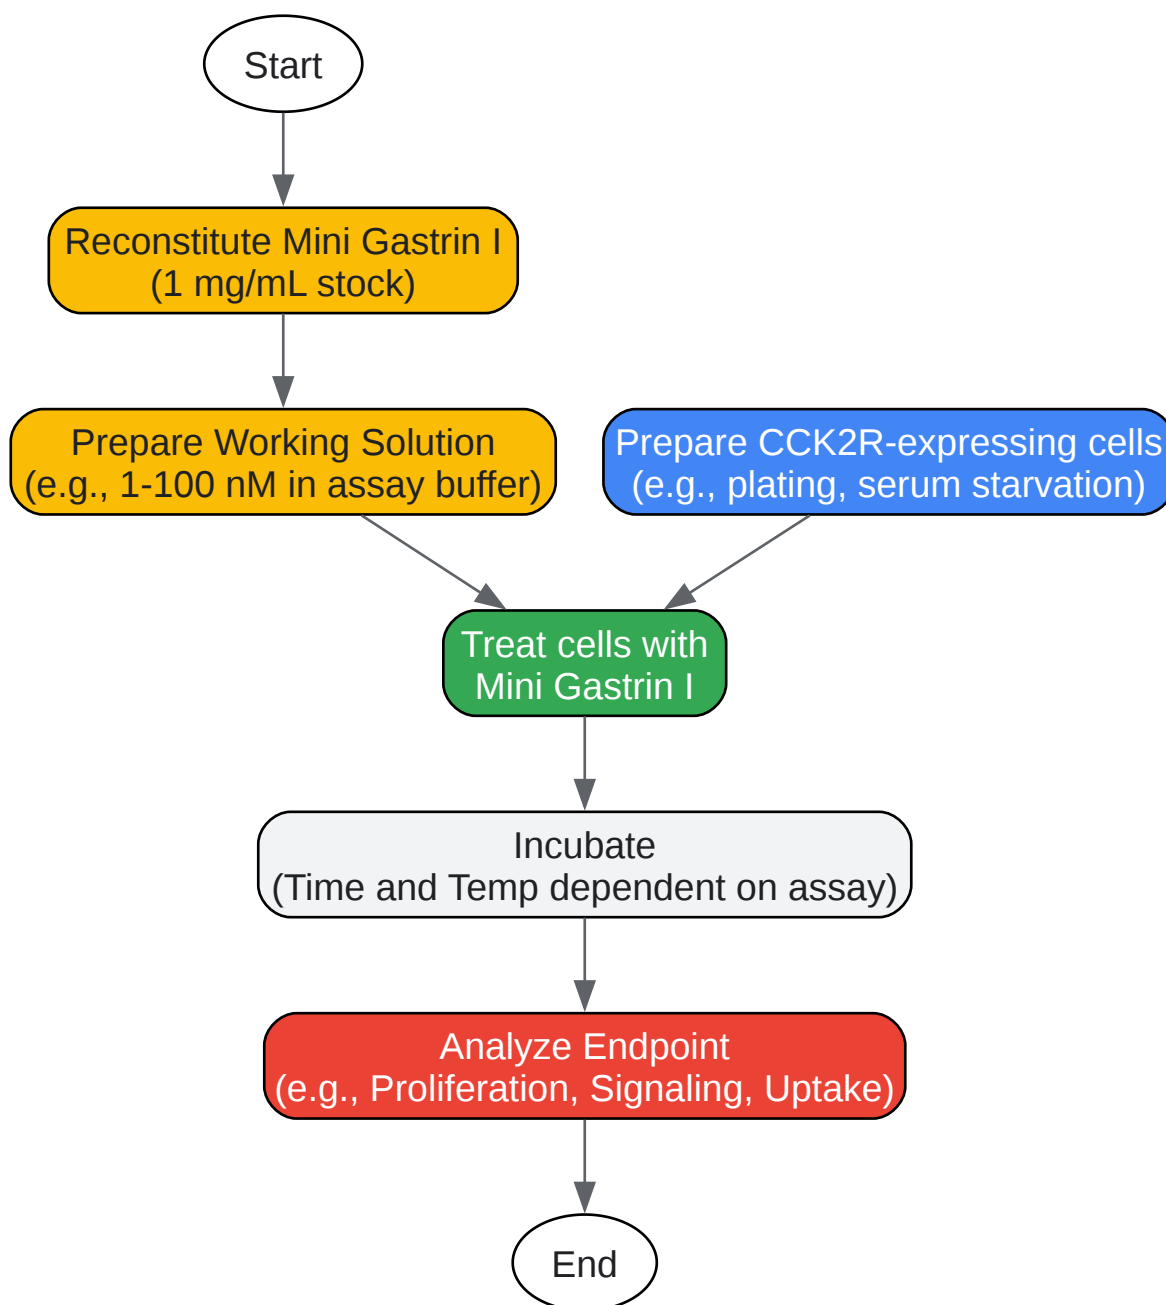 Start
Reconstitute Mini Gastrin I
(1 mg/mL stock)
Prepare Working Solution
(e.g., 1-100 nM in assay buffer)
Prepare CCK2R-expressing cells
(e.g., plating, serum starvation)
Treat cells with
Mini Gastrin I
Incubate
(Time and Temp dependent on assay)
Analyze Endpoint
(e.g., Proliferation, Signaling, Uptake)
End